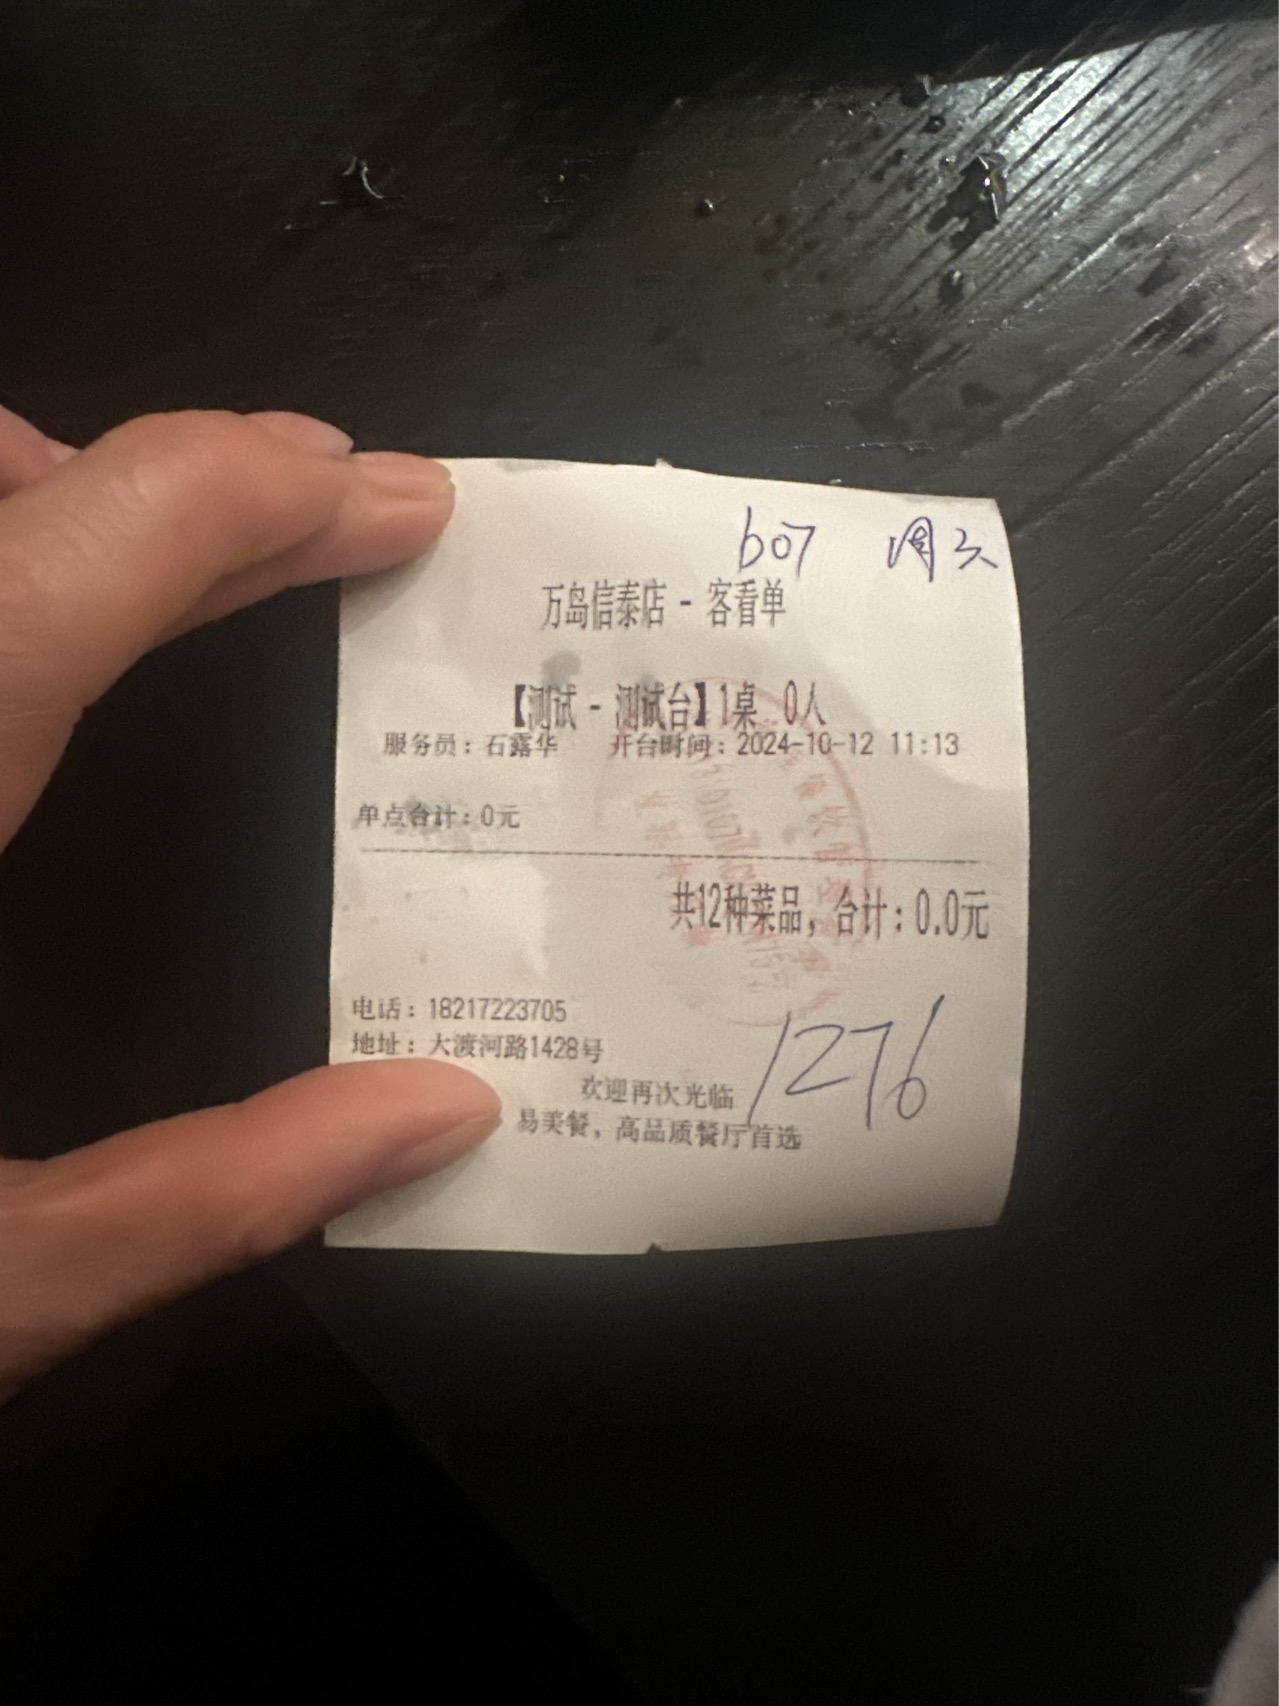 607 周六
万岛信泰店 - 客看单
【测试 - 测试台】1桌 0人
服务员：石露华 开台时间：2024-10-12 11:13
单点合计：0元
共12种菜品，合计：0.0元
电话：18217223705
地址：大渡河路1428号
1276
欢迎再次光临
易美餐，高品质餐厅首选